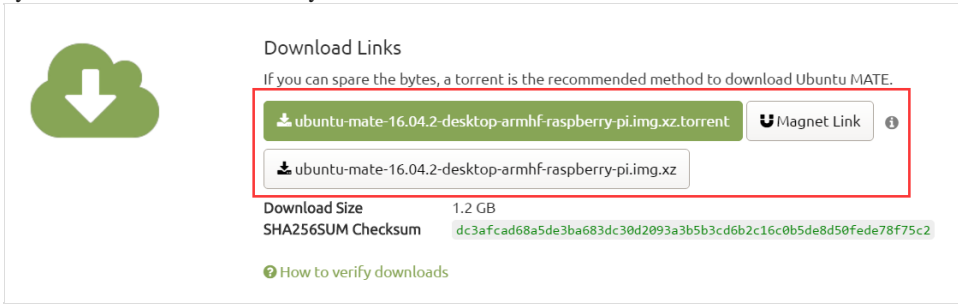 Download Links
If you can spare the bytes, a torrent is the recommended method to download Ubuntu MATE.
ubuntu-mate-16.04.2-desktop-armhf-raspberry-pi.img.xz.torrent Magnet Link
ubuntu-mate-16.04.2-desktop-armhf-raspberry-pi.img.xz
Download Size 1.2 GB
SHA256SUM Checksum dc3afcad68a5de3ba683dc30d2093a3b5b3cd6b2c16c0b5de8d50fede78f75c2
How to verify downloads